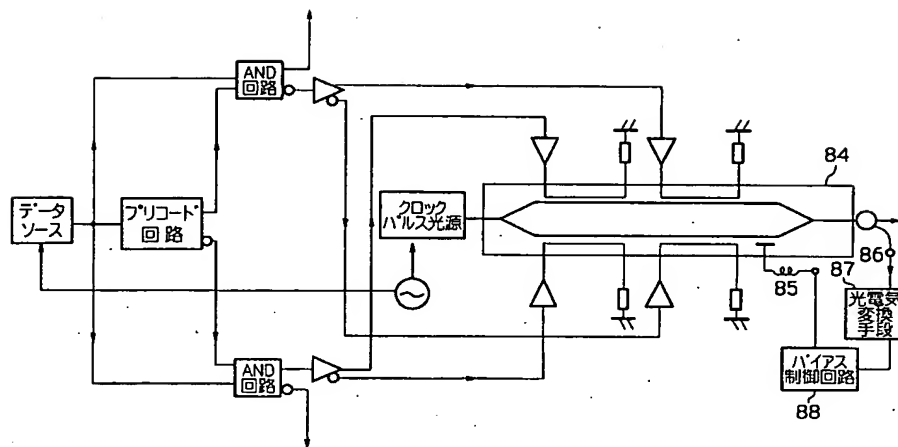 AND
回路
84
データ
ソース
プリコード
回路
クロック
パルス光源
86
87
85
光電気
変換
手段
AND
回路
バイアス
制御回路
88